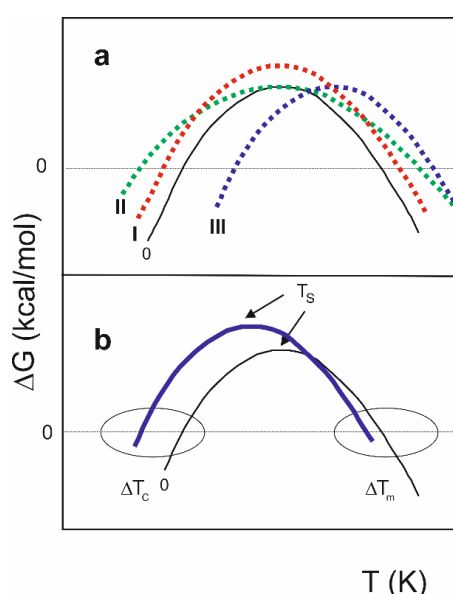 a
0
II
I
III
0
ΔG (kcal/mol)
b
T_S
0
ΔT_C
0
ΔT_m
T (K)